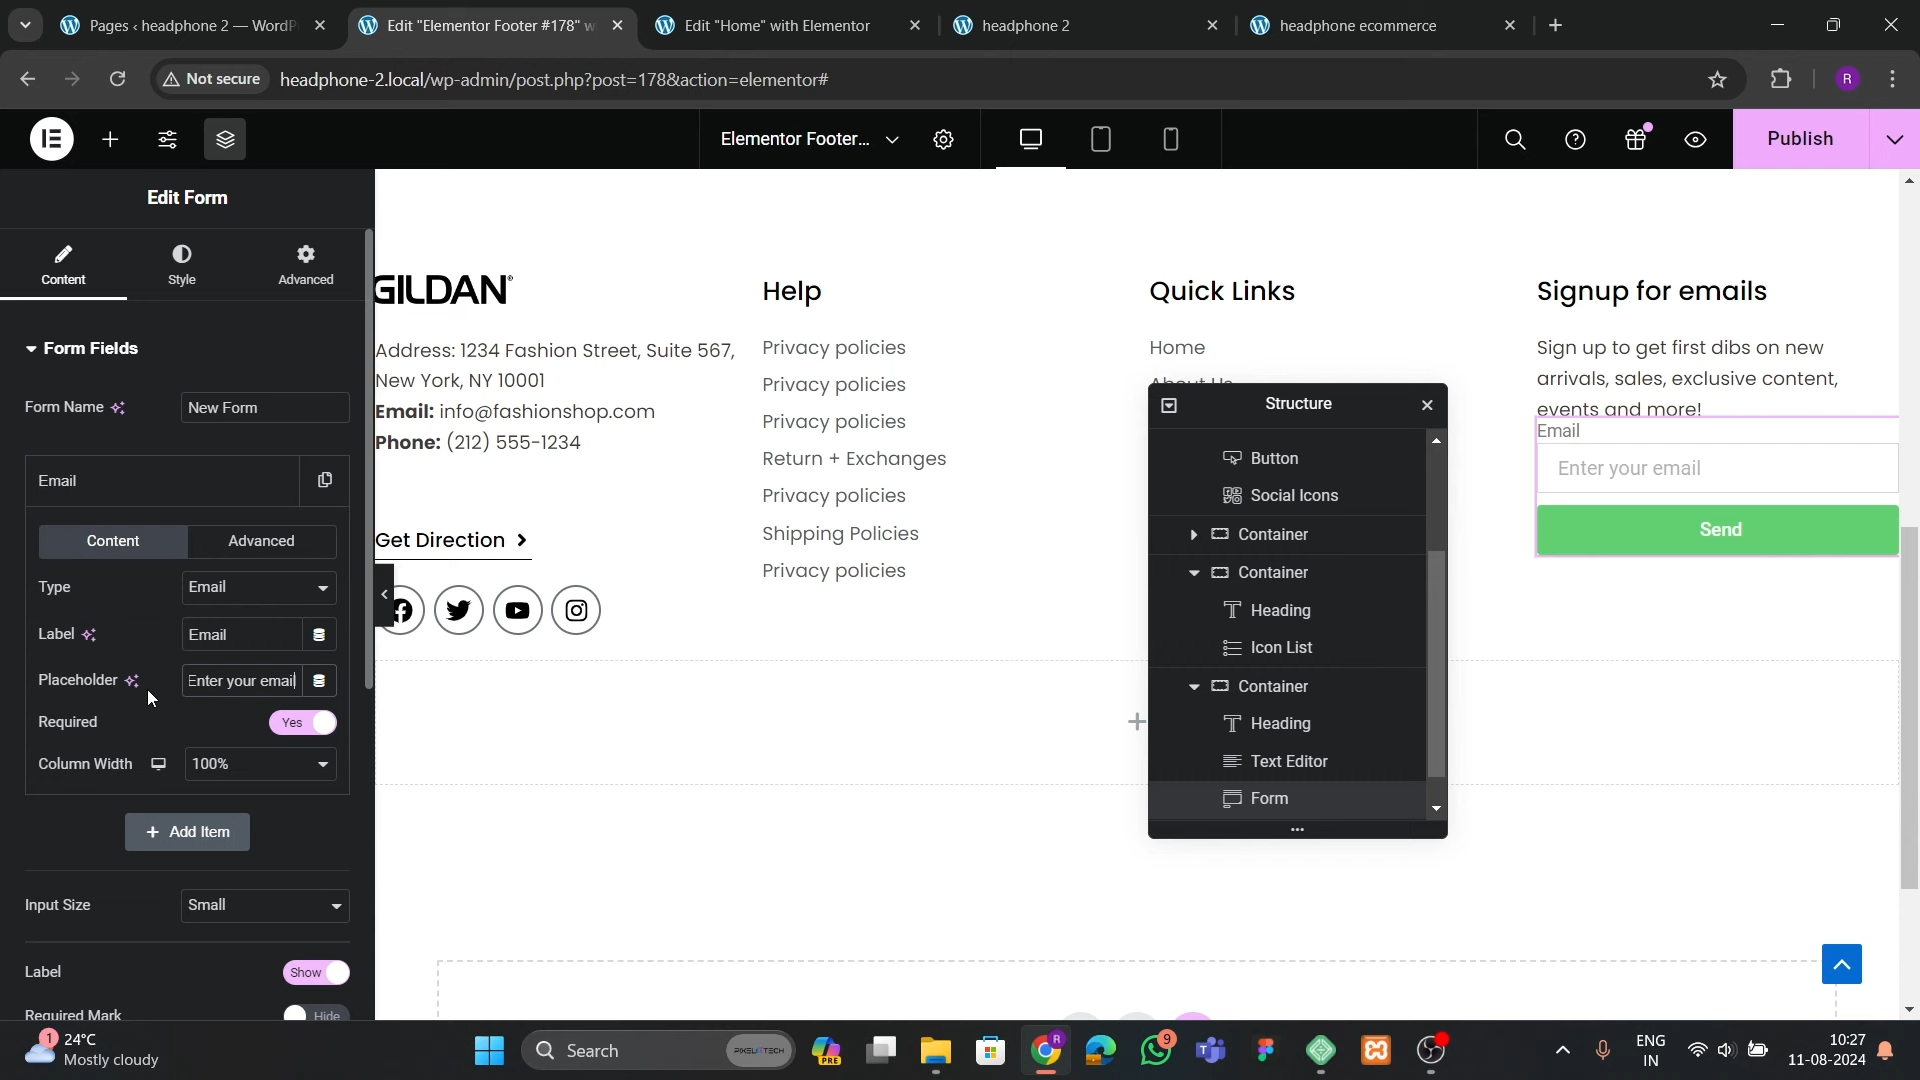 Pages ‹ headphone 2 — WordP
Edit "Elementor Footer #178" w
Edit "Home" with Elementor
headphone 2
headphone ecommerce
Not secure
headphone-2.local/wp-admin/post.php?post=178&action=elementor#
R
Elementor Footer...
Publish
Edit Form
Content
Style
Advanced
Form Fields
Form Name
New Form
Email
Content
Advanced
Type
Email
Label
Email
Placeholder
Enter your email
Required
Yes
Column Width
100%
+ Add Item
Input Size
Small
Label
Show
Required Mark
Hide
GILDAN®
Address: 1234 Fashion Street, Suite 567,
New York, NY 10001
Email: info@fashionshop.com
Phone: (212) 555-1234
Get Direction
Help
Privacy policies
Privacy policies
Privacy policies
Return + Exchanges
Privacy policies
Shipping Policies
Privacy policies
Quick Links
Home
About Us
Structure
Button
Social Icons
Container
Container
Heading
Icon List
Container
Heading
Text Editor
Form
Signup for emails
Sign up to get first dibs on new
arrivals, sales, exclusive content,
events and more!
Email
Enter your email
Send
1
24°C
Mostly cloudy
Search
PIXEL TECH
PRE
R
9
ENG
IN
10:27
11-08-2024